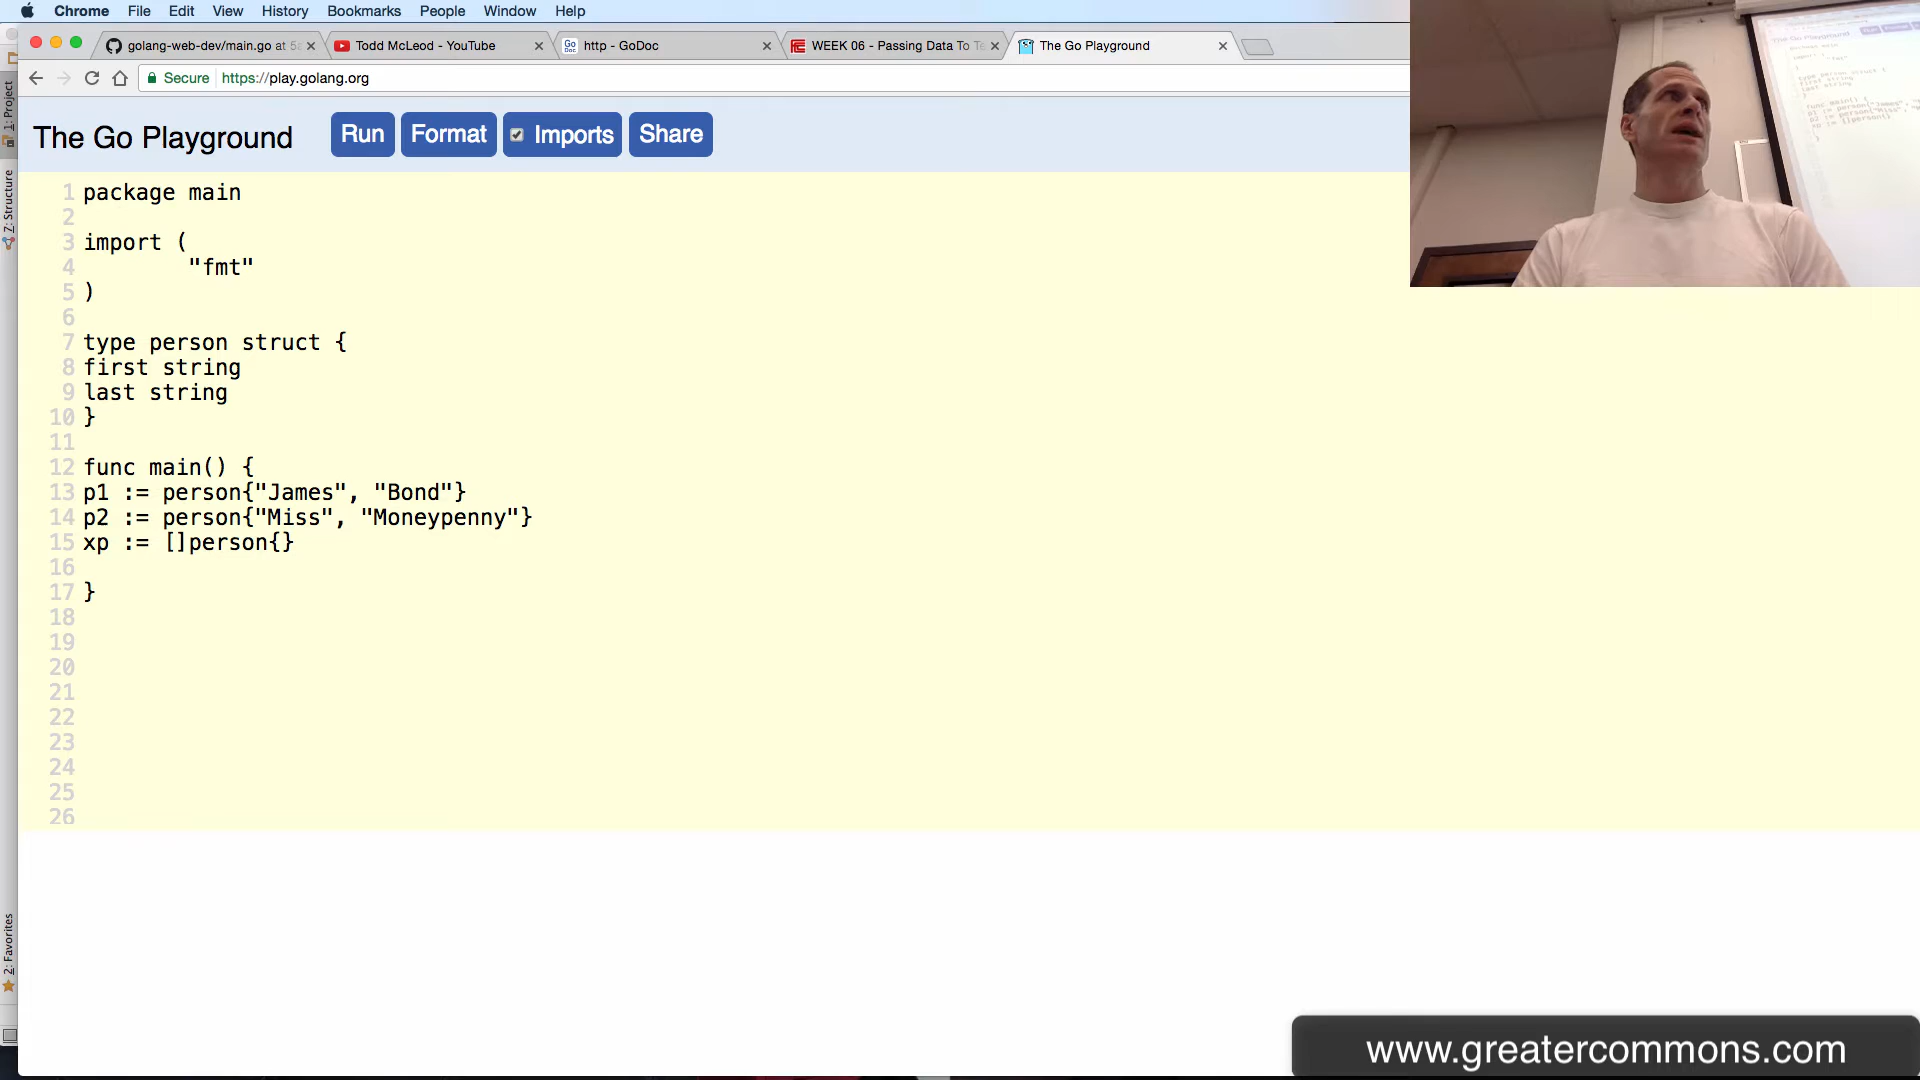 Chrome File Edit View History Bookmarks People Window Help
golang-web-dev/main.go at 5a
Todd McLeod - YouTube
http - GoDoc
WEEK 06 - Passing Data To Te
The Go Playground
Secure https://play.golang.org
The Go Playground Run Format Imports Share
1 package main
2
3 import (
4 "fmt"
5 )
6
7 type person struct {
8 first string
9 last string
10 }
11
12 func main() {
13 p1 := person{"James", "Bond"}
14 p2 := person{"Miss", "Moneypenny"}
15 xp := []person{}
16
17 }
18
19
20
21
22
23
24
25
26
1: Project
Z: Structure
2: Favorites
www.greatercommons.com